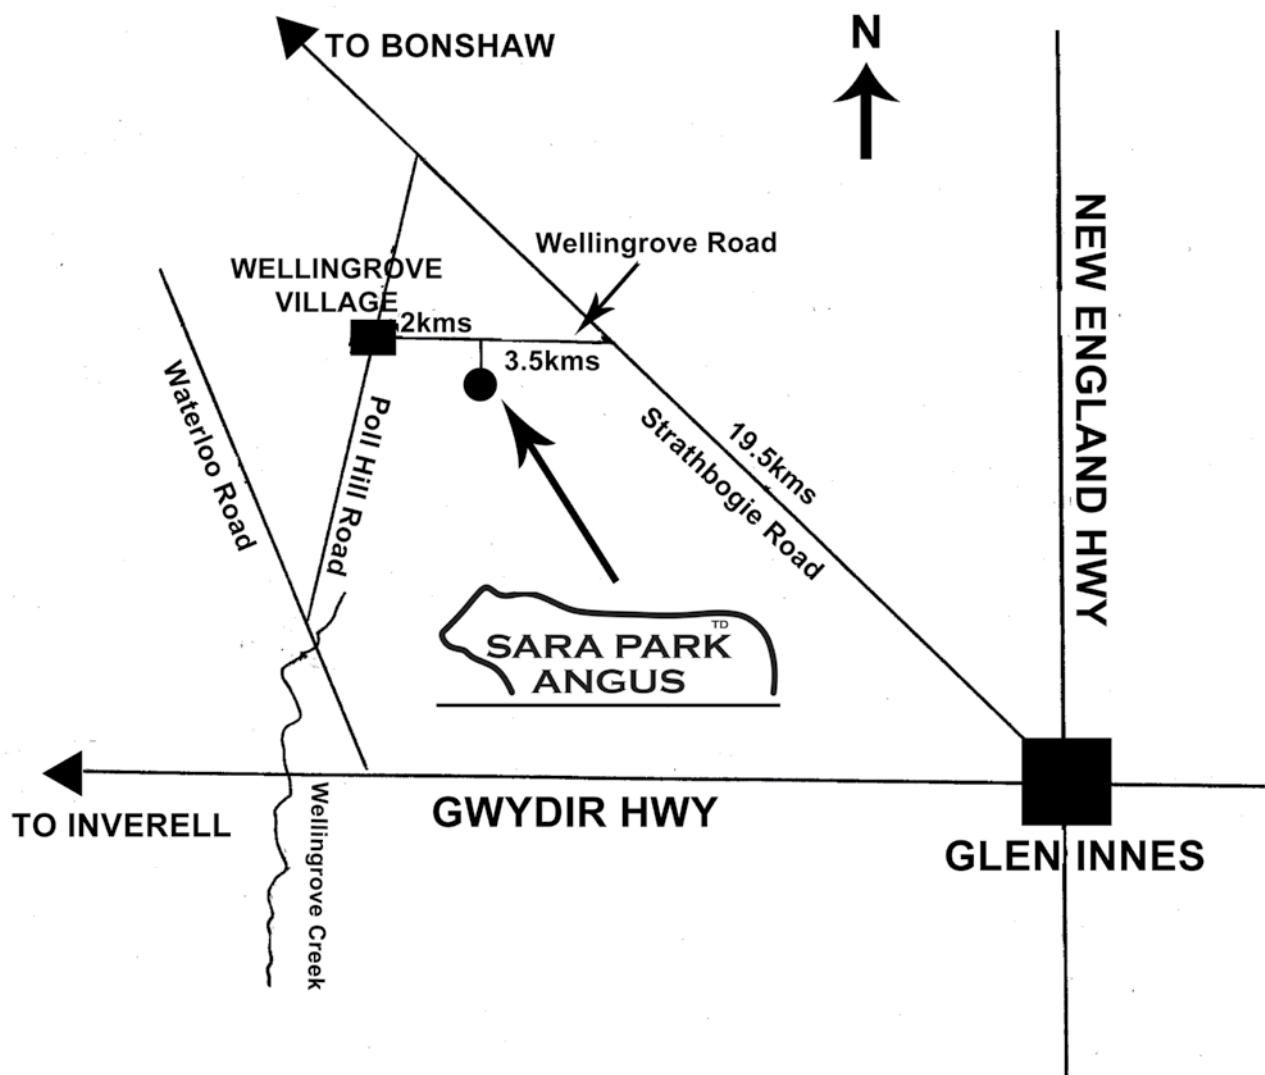 TO BONSHAW
N
NEW ENGLAND HWY
Wellingrove Road
WELLINGROVE
VILLAGE
2kms
3.5kms
Waterloo Road
Poll Hill Road
19.5kms
Strathbogie Road
SARA PARK
TD
ANGUS
TO INVERELL
GWYDIR HWY
Wellingrove Creek
GLEN INNES